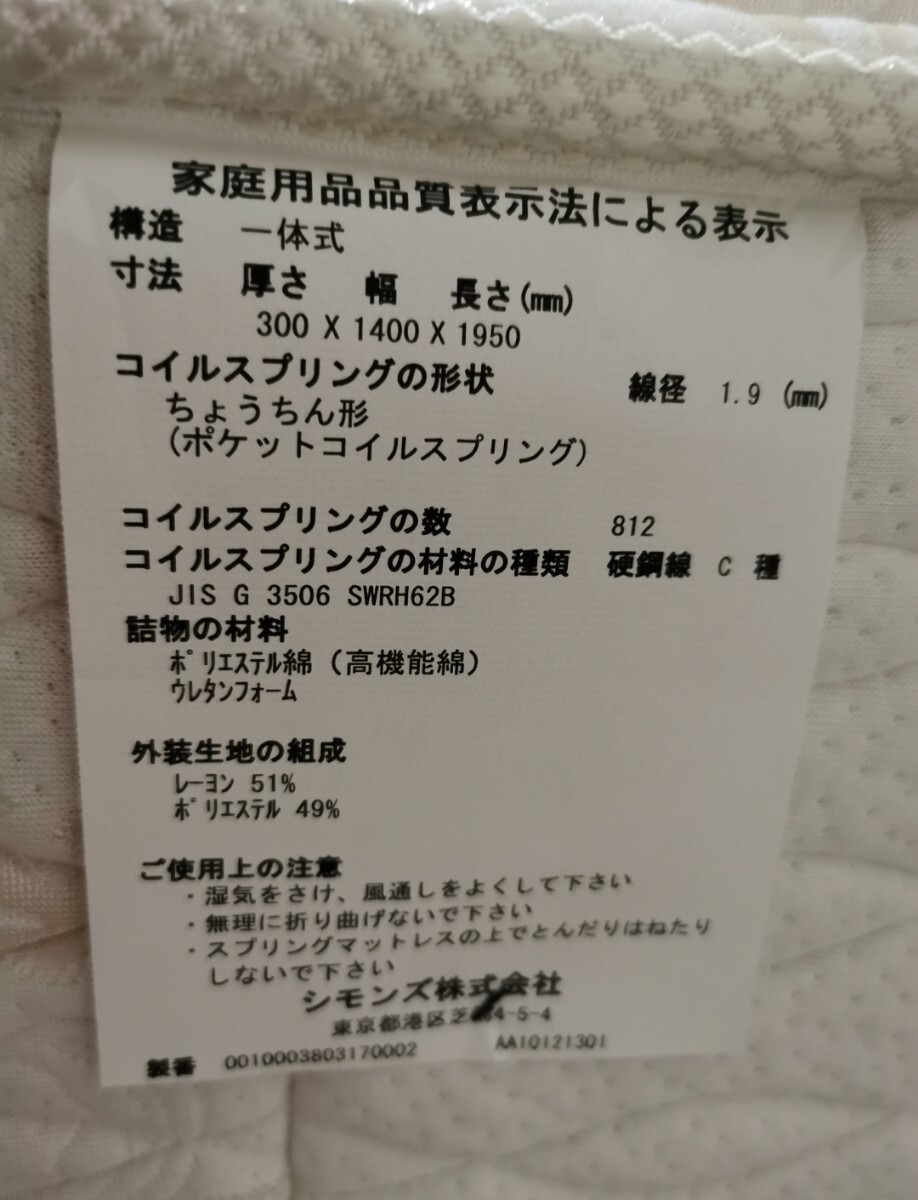 家庭用品品質表示法による表示
構造 一体式
寸法 厚さ 幅 長さ(mm)
300 X 1400 X 1950
コイルスプリングの形状 線径 1.9 (mm)
ちょうちん形
(ポケットコイルスプリング)
コイルスプリングの数 812
コイルスプリングの材料の種類 硬鋼線 C 種
JIS G 3506 SWRH62B
詰物の材料
ﾎﾟﾘｴｽﾃﾙ綿 (高機能綿)
ｳﾚﾀﾝﾌｫｰﾑ
外装生地の組成
ﾚｰﾖﾝ 51%
ﾎﾟﾘｴｽﾃﾙ 49%
ご使用上の注意
・湿気をさけ、風通しをよくして下さい
・無理に折り曲げないで下さい
・スプリングマットレスの上でとんだりはねたり
しないで下さい
シモンズ株式会社
東京都港区芝 4-5-4
製番 0010003803170002 AA10121301